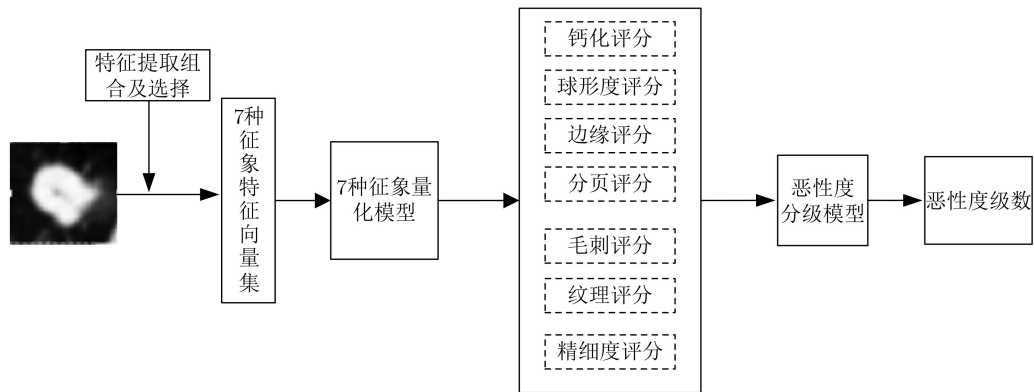 特征提取组
合及选择
7种
征
象
特
征
向
量
集
7种征象量
化模型
钙化评分
球形度评分
边缘评分
分页评分
毛刺评分
纹理评分
精细度评分
恶性度
分级模型
恶性度级数